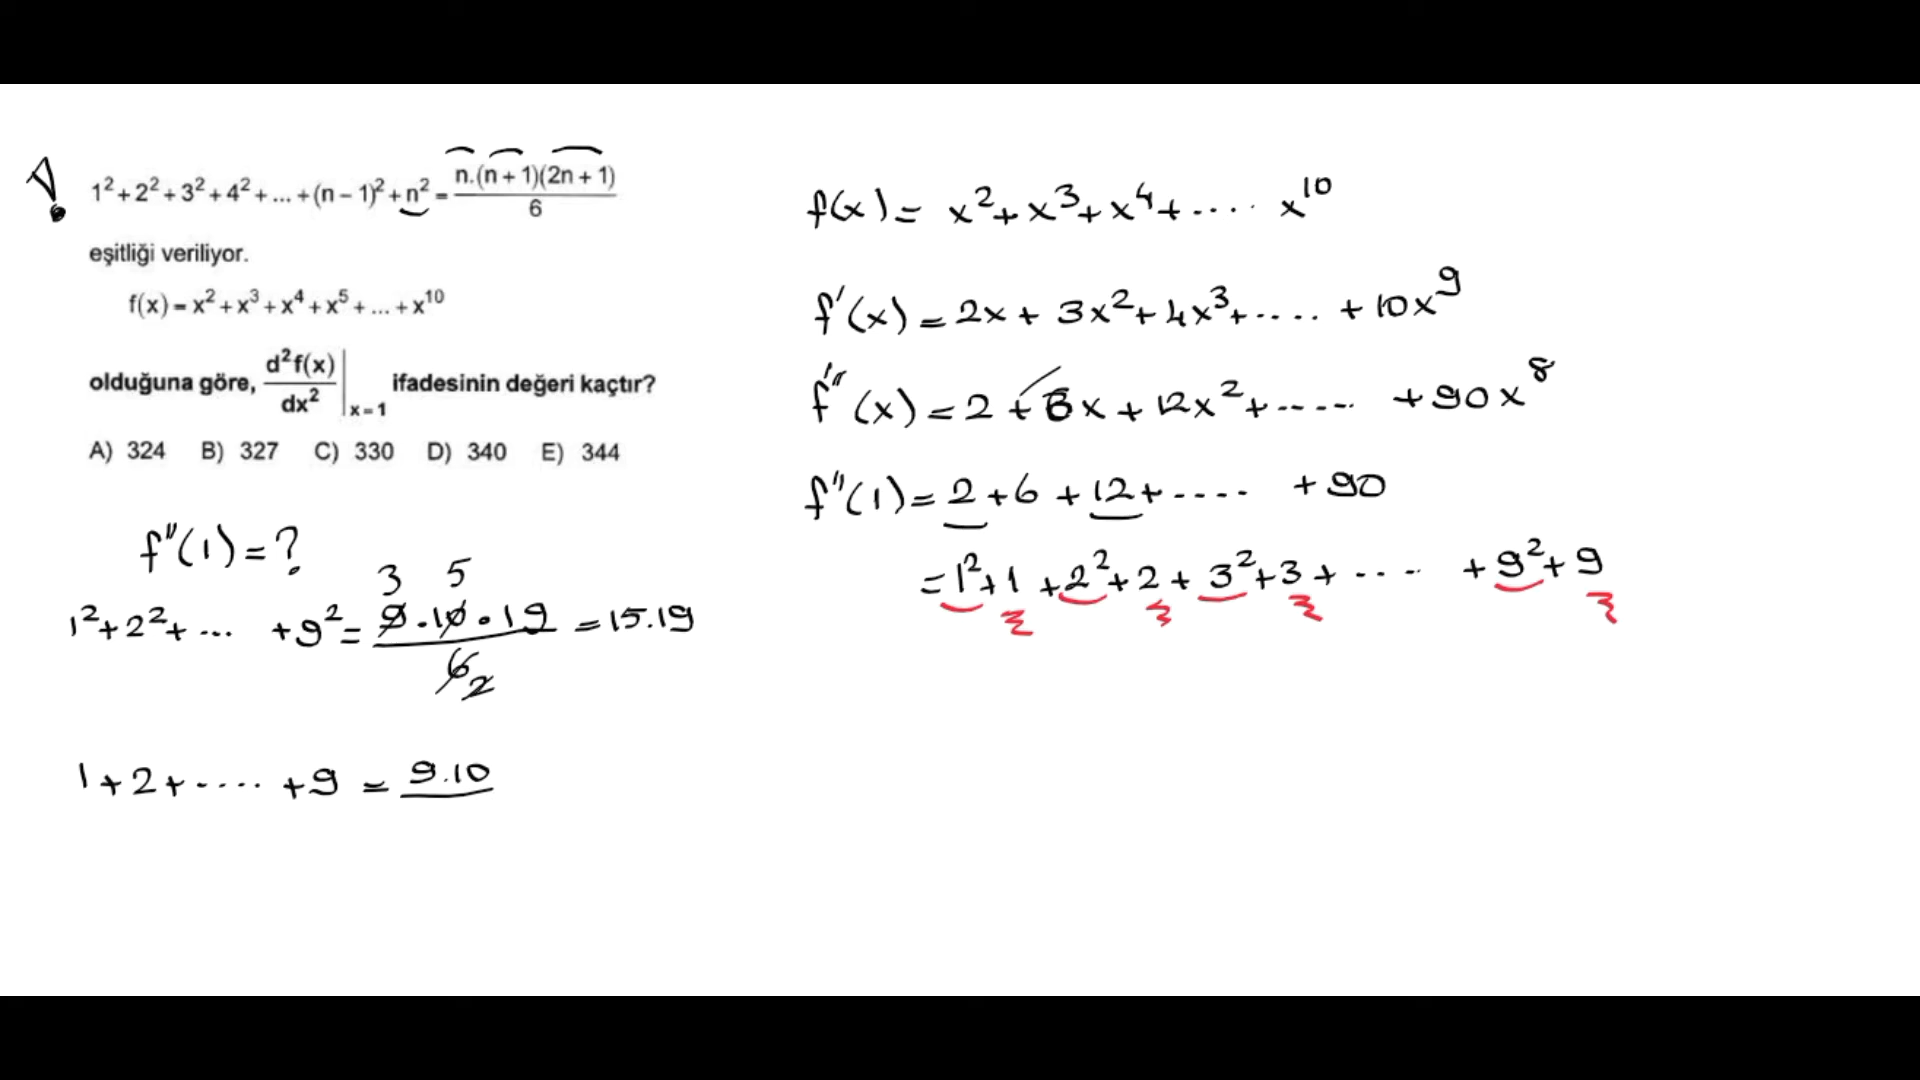 1² + 2² + 3² + 4² + ... + (n – 1)² + n² = n.(n + 1)(2n + 1) / 6
eşitliği veriliyor.
f(x) = x² + x³ + x⁴ + x⁵ + ... + x¹⁰
olduğuna göre, d²f(x)/dx² |x=1 ifadesinin değeri kaçtır?
A) 324 B) 327 C) 330 D) 340 E) 344
f''(1) = ?
3 5
1² + 2² + ... + 9² = 9.10.19 / 6 = 15.19
2
1 + 2 + .... + 9 = 9.10
f(x) = x² + x³ + x⁴ + .... x¹⁰
f'(x) = 2x + 3x² + 4x³ + .... + 10x⁹
f''(x) = 2 + 6x + 12x² + ..... + 90x⁸
f''(1) = 2 + 6 + 12 + .... + 90
= 1² + 1 + 2² + 2 + 3² + 3 + .... + 9² + 9